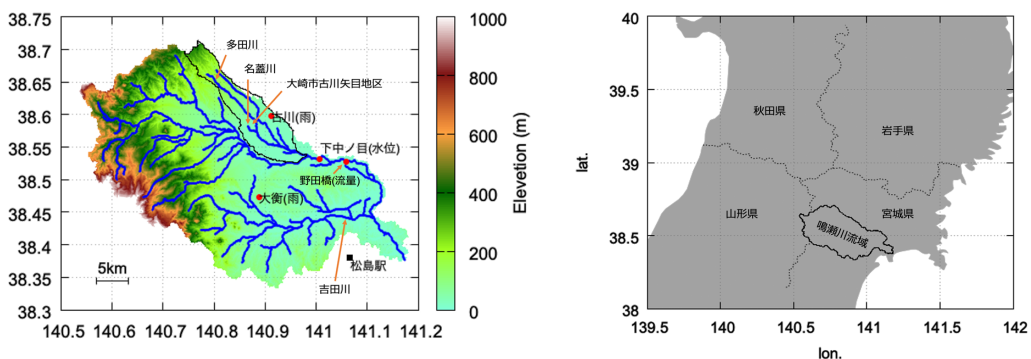 38.75
38.7
38.65
38.6
38.55
38.5
38.45
38.4
38.35
38.3
140.5
140.6
140.7
140.8
140.9
141
141.1
141.2
多田川
名蓋川
大崎市古川矢目地区
古川(雨)
下中ノ目(水位)
野田橋(流量)
大衡(雨)
松島駅
吉田川
5km
1000
800
600
400
200
0
Elevetion (m)
40
39.5
39
38.5
38
lat.
139.5
140
140.5
141
141.5
142
lon.
秋田県
岩手県
山形県
宮城県
鳴瀬川流域